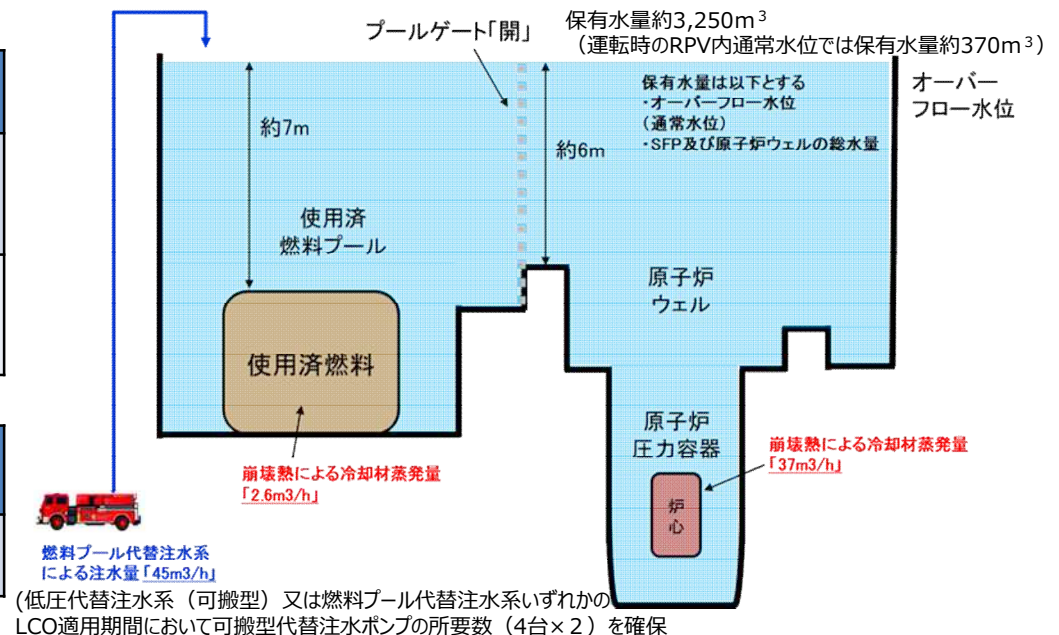 保有水量約3,250m³
（運転時のRPV内通常水位では保有水量約370m³）
プールゲート「開」
オーバー
フロー水位
保有水量は以下とする
・オーバーフロー水位
（通常水位）
・SFP及び原子炉ウェルの総水量
約7m
約6m
使用済
燃料プール
原子炉
ウェル
使用済燃料
原子炉
圧力容器
炉
心
崩壊熱による冷却材蒸発量
「2.6m3/h」
崩壊熱による冷却材蒸発量
「37m3/h」
燃料プール代替注水系
による注水量「45m3/h」
(低圧代替注水系（可搬型）又は燃料プール代替注水系いずれかの
LCO適用期間において可搬型代替注水ポンプの所要数（4台×2）を確保